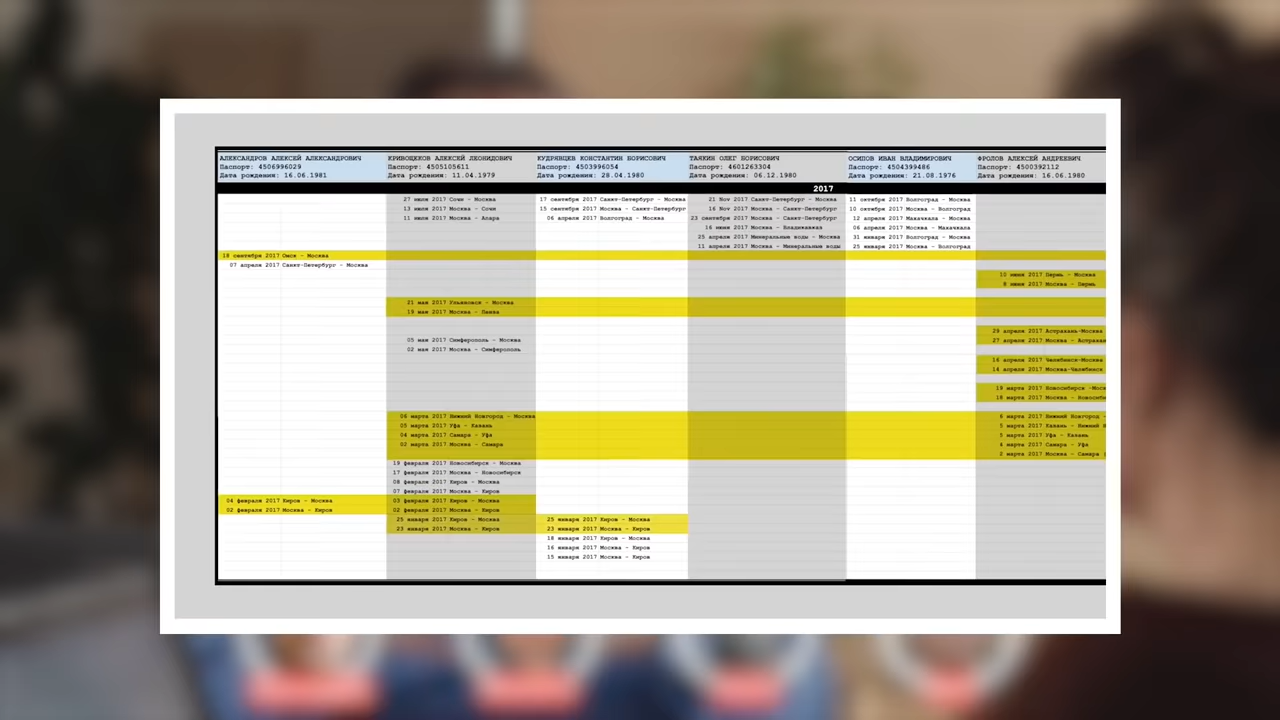 АЛЕКСАНДРОВ АЛЕКСЕЙ АЛЕКСАНДРОВИЧ
Паспорт: 4506996029
Дата рождения: 16.06.1981
КРИВОЩЕКОВ АЛЕКСЕЙ ЛЕОНИДОВИЧ
Паспорт: 4505105611
Дата рождения: 11.04.1979
КУДРЯВЦЕВ КОНСТАНТИН БОРИСОВИЧ
Паспорт: 4503996054
Дата рождения: 28.04.1980
ТАЯКИН ОЛЕГ БОРИСОВИЧ
Паспорт: 4601263304
Дата рождения: 06.12.1980
ОСИПОВ ИВАН ВЛАДИМИРОВИЧ
Паспорт: 4504399486
Дата рождения: 21.08.1976
ФРОЛОВ АЛЕКСЕЙ АНДРЕЕВИЧ
Паспорт: 4500392112
Дата рождения: 16.06.1980
2017
18 сентября 2017 Омск - Москва
07 апреля 2017 Санкт-Петербург - Москва
04 февраля 2017 Киров - Москва
02 февраля 2017 Москва - Киров
27 июля 2017 Сочи - Москва
13 июля 2017 Москва - Сочи
11 июля 2017 Москва - Апара
21 мая 2017 Ульяновск - Москва
19 мая 2017 Москва - Пенза
05 мая 2017 Симферополь - Москва
02 мая 2017 Москва - Симферополь
06 марта 2017 Нижний Новгород - Москва
05 марта 2017 Уфа - Казань
04 марта 2017 Самара - Уфа
02 марта 2017 Москва - Самара
19 февраля 2017 Новосибирск - Москва
17 февраля 2017 Москва - Новосибирск
08 февраля 2017 Киров - Москва
07 февраля 2017 Москва - Киров
03 февраля 2017 Киров - Москва
02 февраля 2017 Москва - Киров
25 января 2017 Киров - Москва
23 января 2017 Москва - Киров
17 сентября 2017 Санкт-Петербург - Москва
15 сентября 2017 Москва - Санкт-Петербург
06 апреля 2017 Волгоград - Москва
25 января 2017 Киров - Москва
23 января 2017 Москва - Киров
18 января 2017 Киров - Москва
16 января 2017 Москва - Киров
15 января 2017 Москва - Киров
21 Nov 2017 Санкт-Петербург - Москва
16 Nov 2017 Москва - Санкт-Петербург
23 сентября 2017 Москва - Санкт-Петербург
16 июня 2017 Москва - Владикавказ
25 апреля 2017 Минеральные воды - Москва
11 апреля 2017 Москва - Минеральные воды
11 октября 2017 Волгоград - Москва
10 октября 2017 Москва - Волгоград
12 апреля 2017 Махачкала - Москва
06 апреля 2017 Москва - Махачкала
31 января 2017 Волгоград - Москва
25 января 2017 Москва - Волгоград
10 июня 2017 Пермь - Москва
8 июня 2017 Москва - Пермь
29 апреля 2017 Астрахань-Москва
27 апреля 2017 Москва - Астрахан
16 апреля 2017 Челябинск-Москва
14 апреля 2017 Москва-Челябинск
19 марта 2017 Новосибирск -Моск
18 марта 2017 Москва - Новосиби
6 марта 2017 Нижний Новгород -
5 марта 2017 Казань - Нижний Н
5 марта 2017 Уфа - Казань
4 марта 2017 Самара - Уфа
2 марта 2017 Москва - Самара